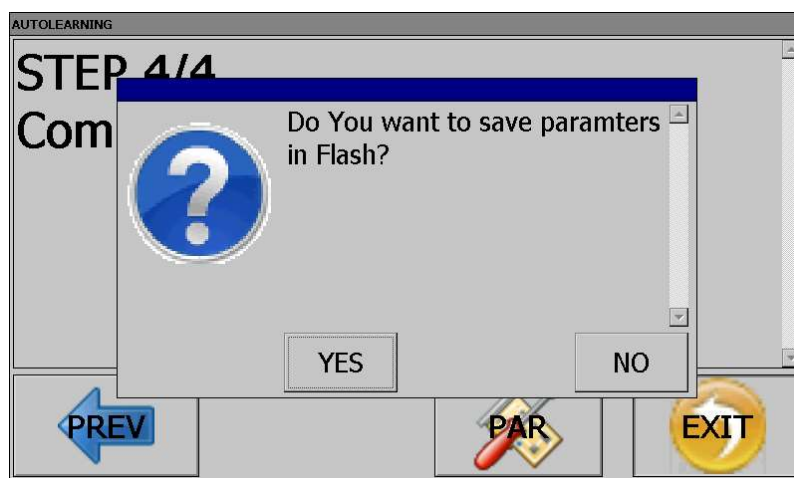 AUTOLEARNING
STEP 4/4
Com
Do You want to save paramters
in Flash?
YES
NO
PREV
PAR
EXIT